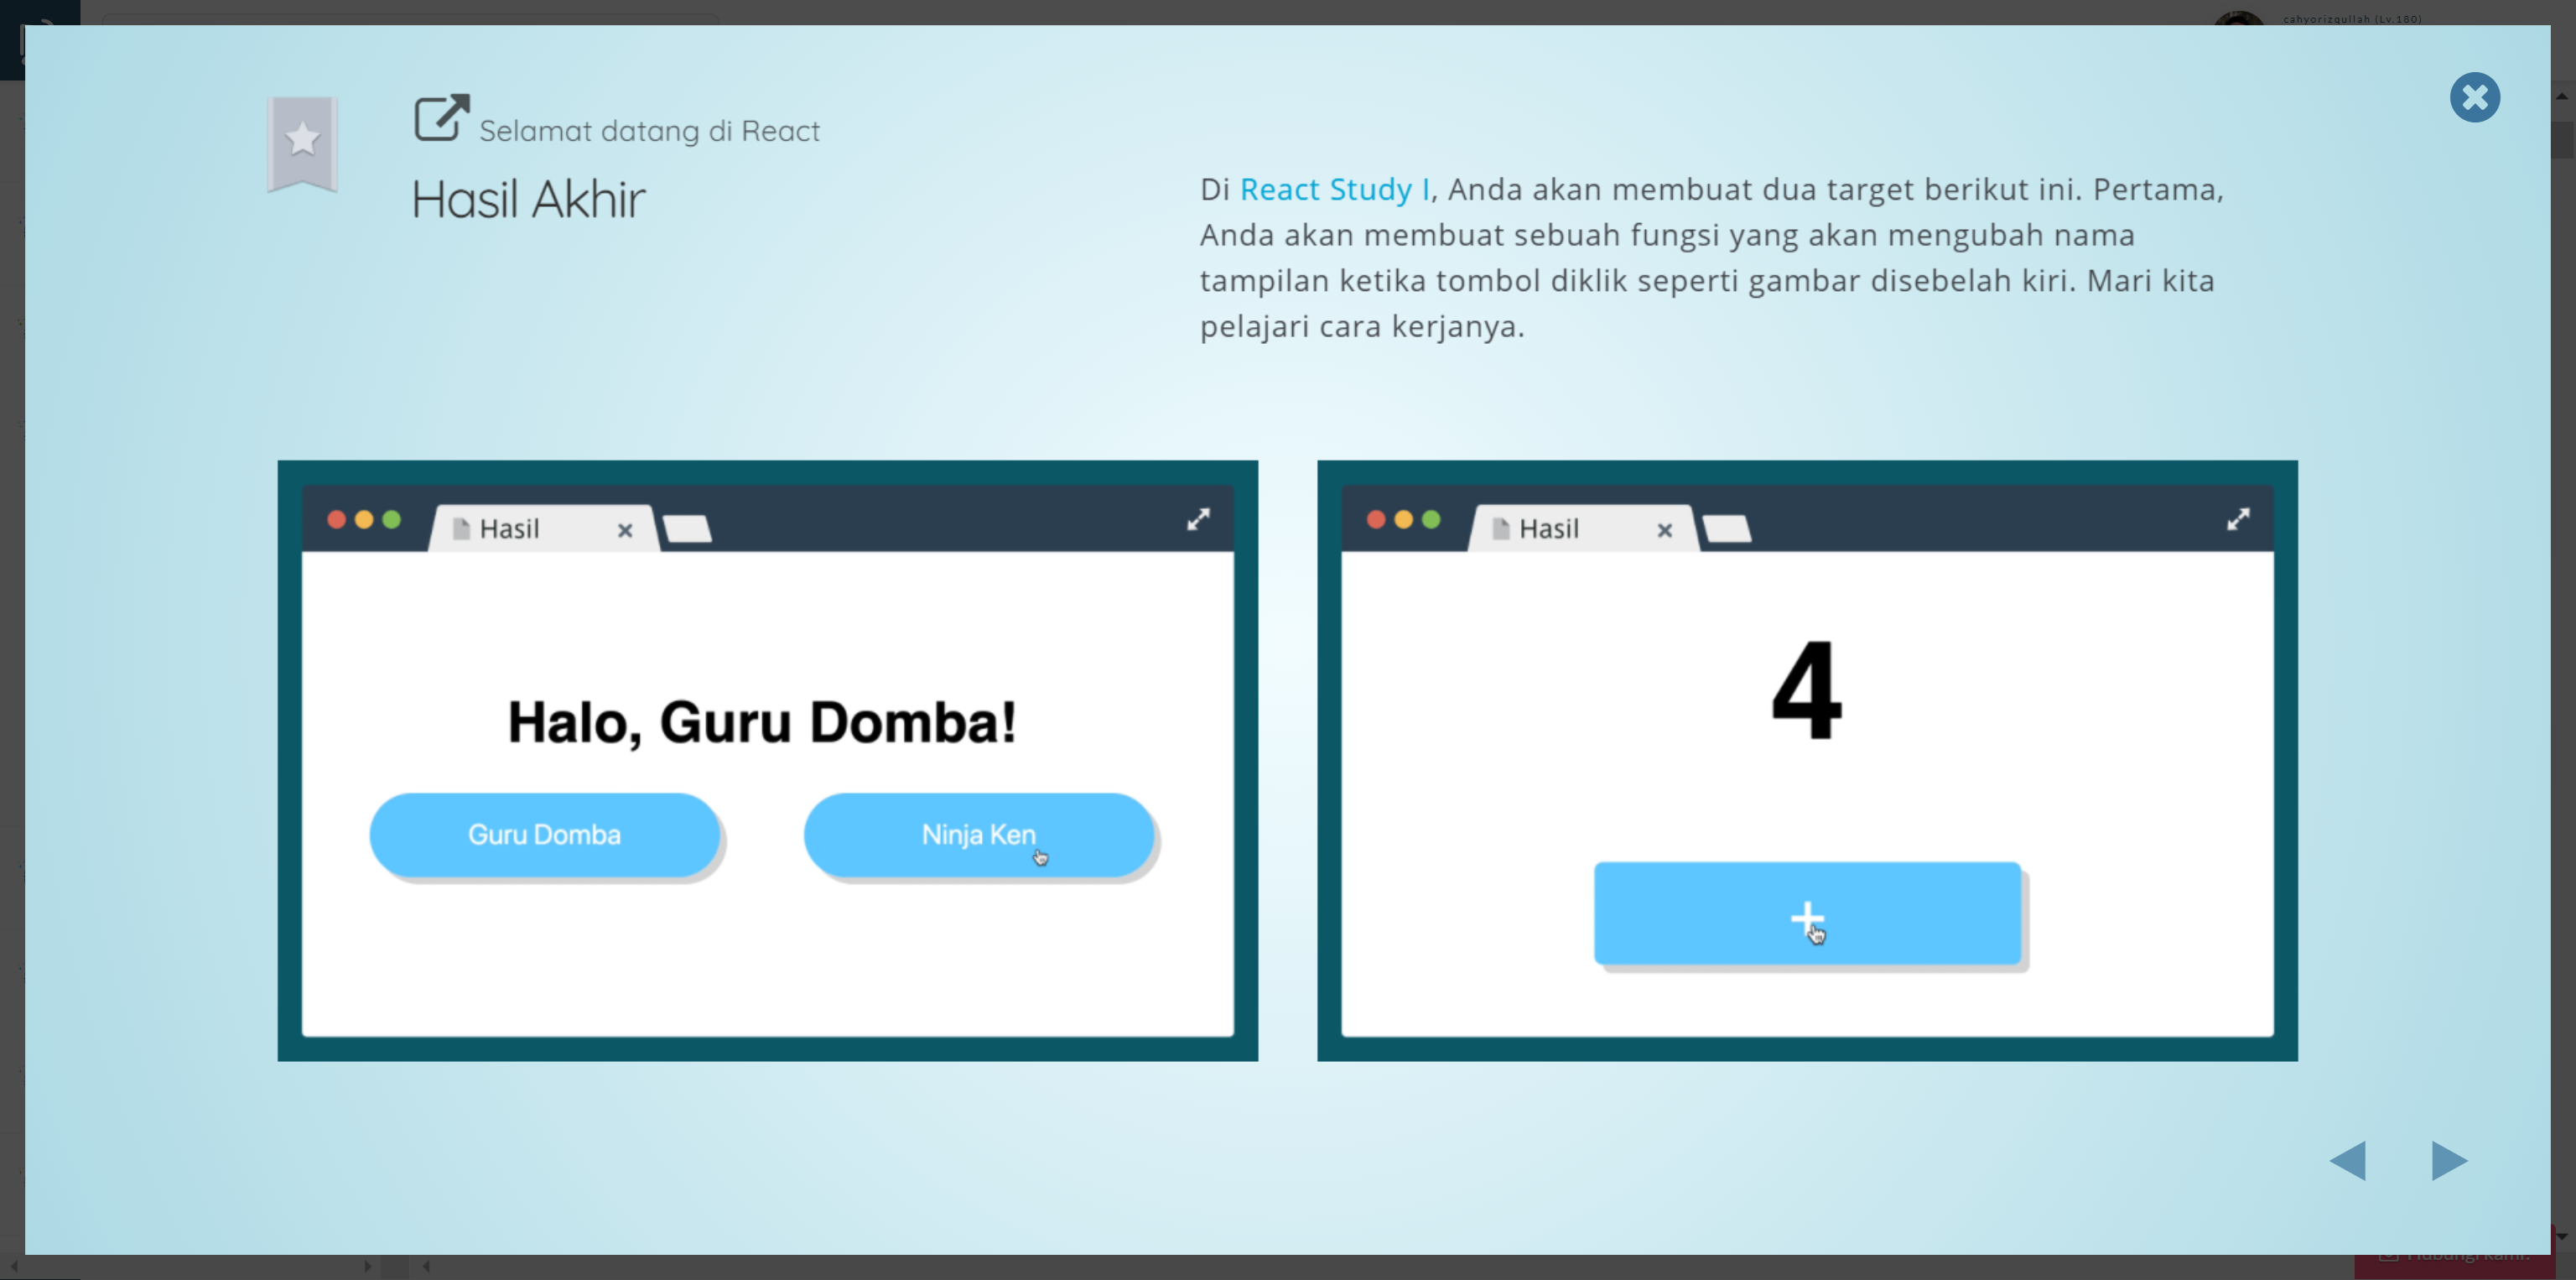 cahyorizqullah (Lv.180)
Selamat datang di React
Hasil Akhir
Di React Study I, Anda akan membuat dua target berikut ini. Pertama,
Anda akan membuat sebuah fungsi yang akan mengubah nama
tampilan ketika tombol diklik seperti gambar disebelah kiri. Mari kita
pelajari cara kerjanya.
Hasil
Halo, Guru Domba!
Guru Domba
Ninja Ken
Hasil
4
+
Hubungi kami!